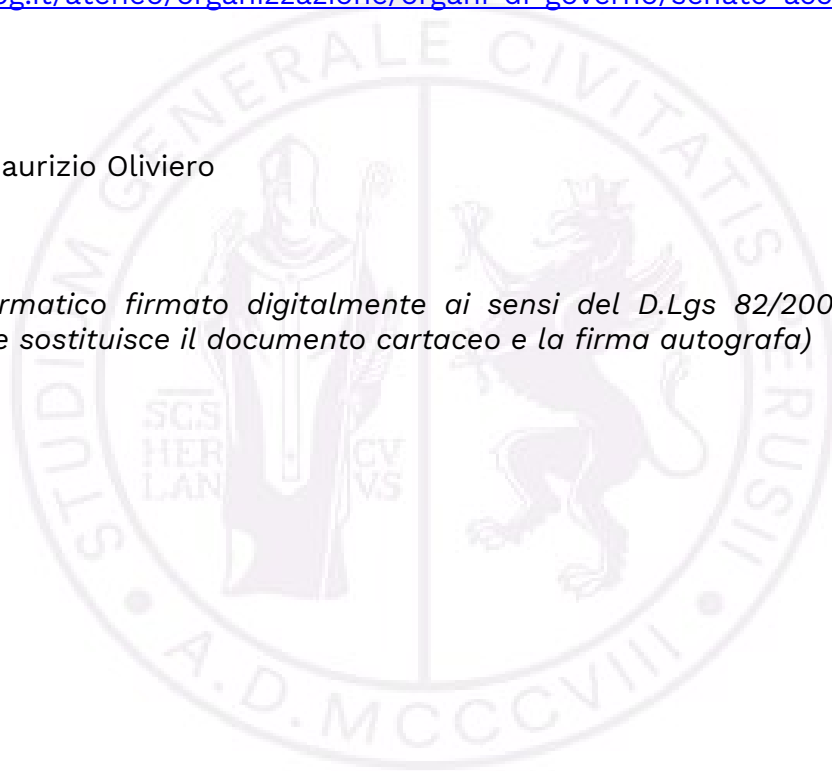 aurizio Oliviero
rmatico firmato digitalmente ai sensi del D.Lgs 82/200
e sostituisce il documento cartaceo e la firma autografa)
STUDIUM GENERALE CIVITATIS PERUSII
SCS HER LAN
CV VS
A.D. MCCCVIII